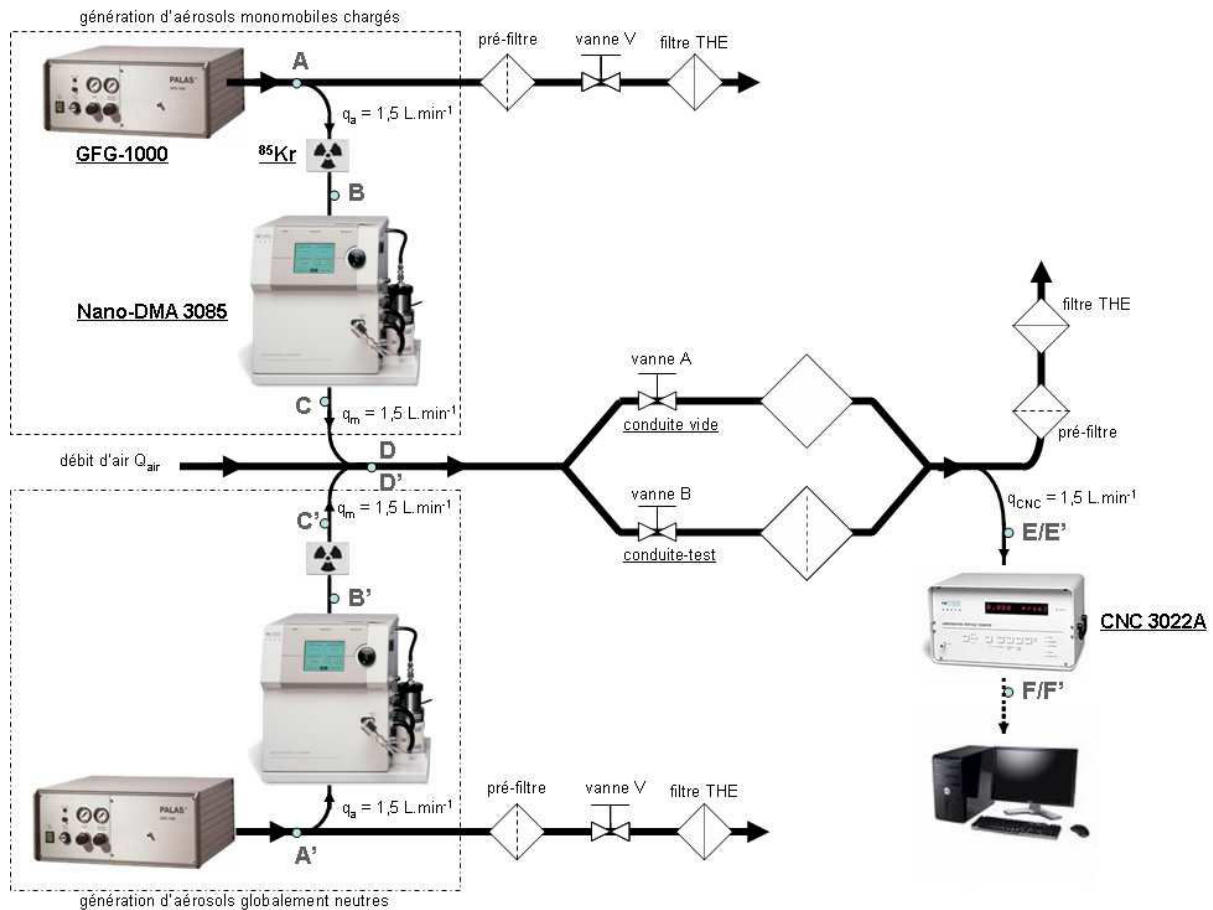 génération d'aérosols monomobiles chargés
pré-filtre
vanne V
filtre THE
A
PALAS
qa = 1,5 L.min-1
GFG-1000
85Kr
B
Nano-DMA 3085
C
qm = 1,5 L.min-1
vanne A
conduite vide
filtre THE
pré-filtre
débit d'air Qair
D
D'
qm = 1,5 L.min-1
C'
vanne B
conduite-test
qCNC = 1,5 L.min-1
E/E'
B'
CNC 3022A
F/F'
PALAS
qa = 1,5 L.min-1
pré-filtre
vanne V
filtre THE
A'
génération d'aérosols globalement neutres